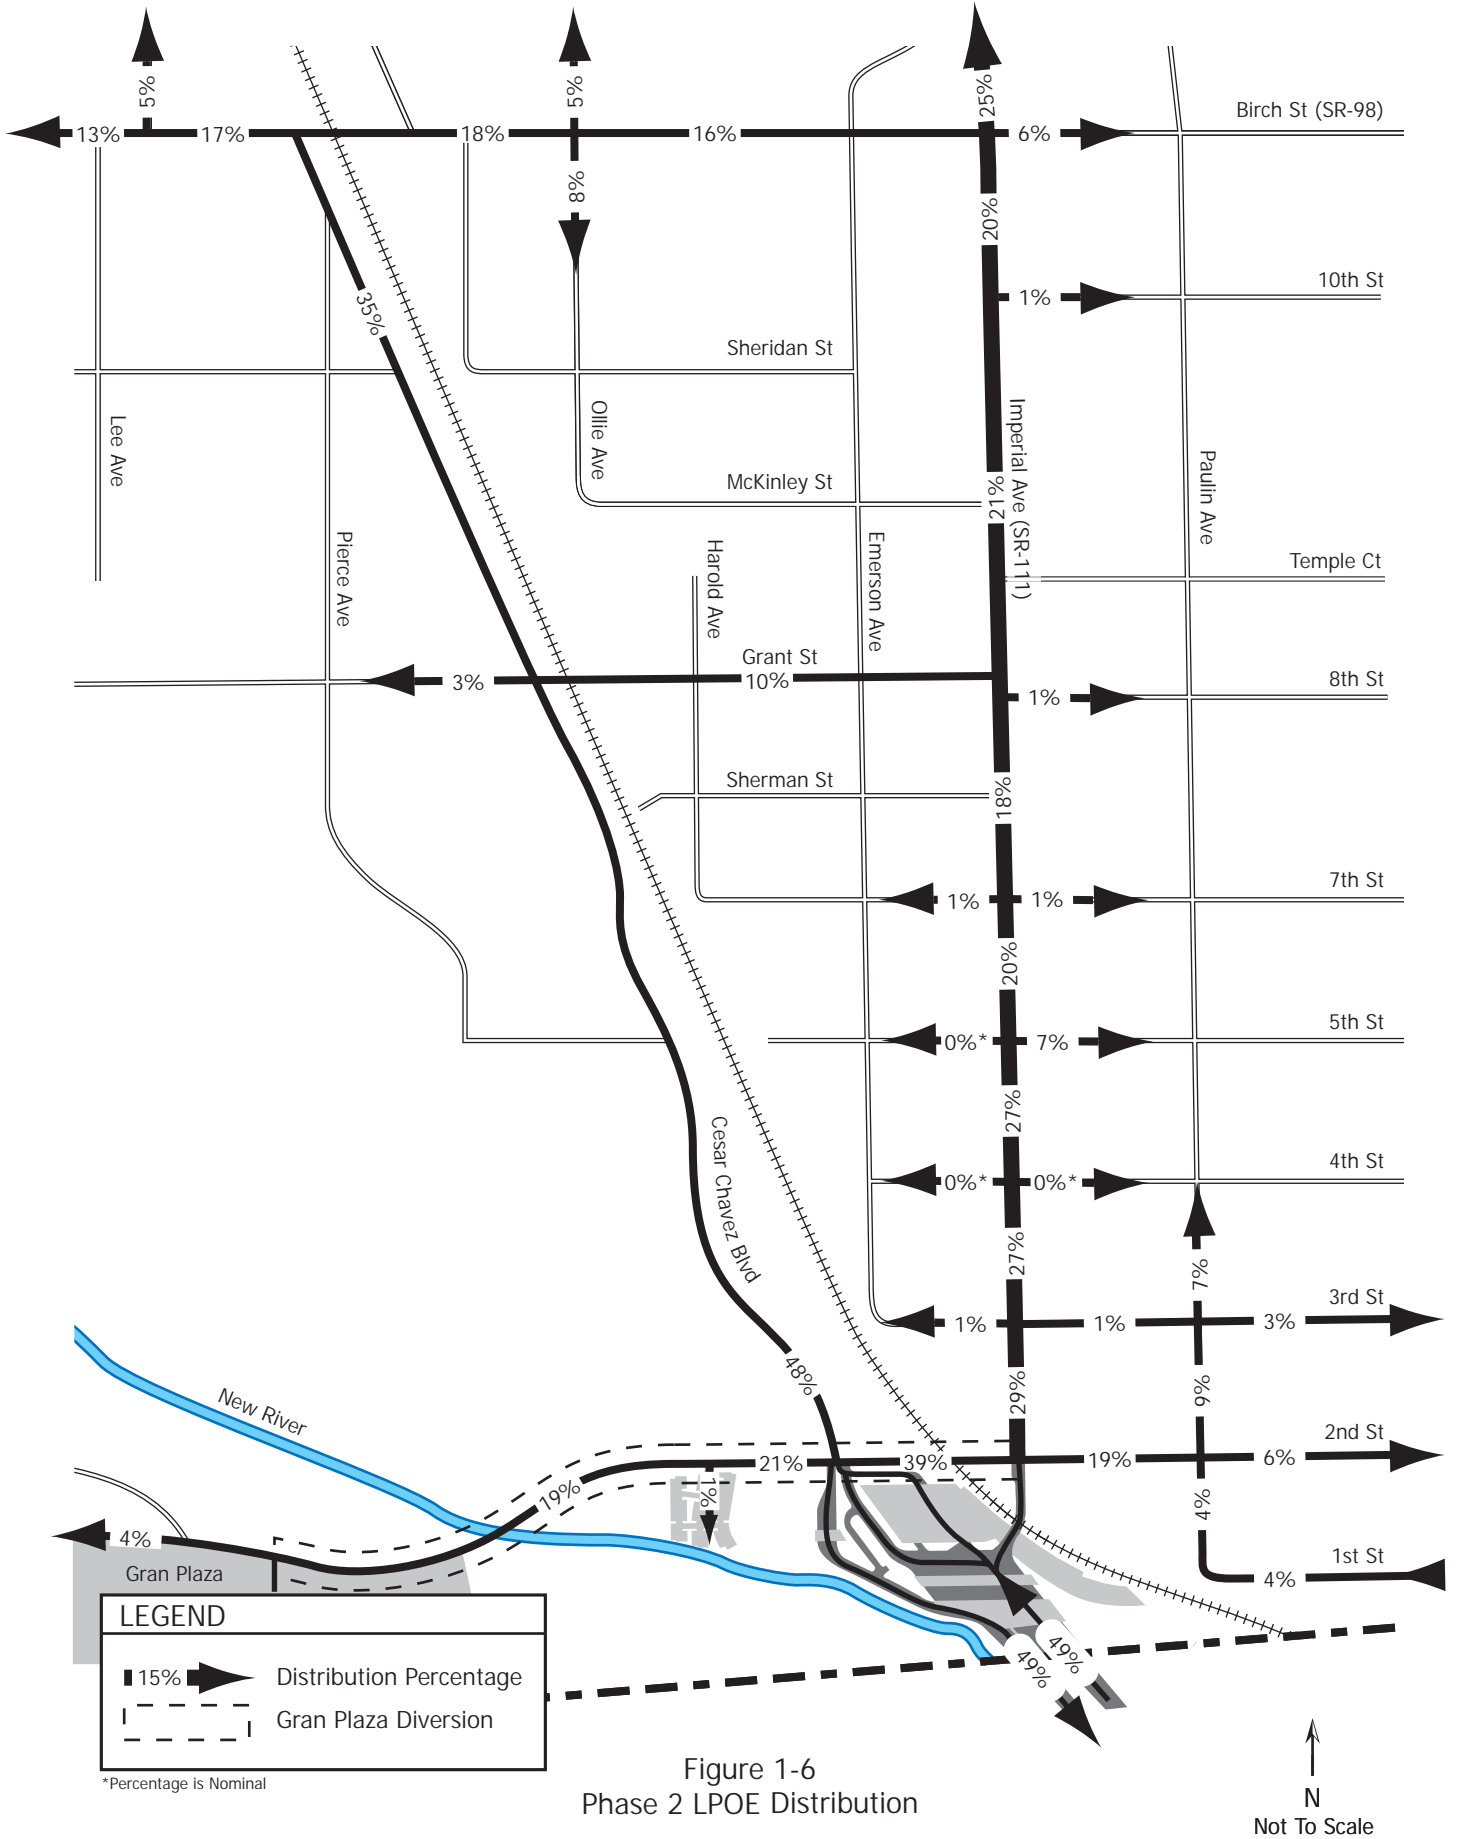 5%
5%
25%
Birch St (SR-98)
13%
17%
18%
16%
6%
8%
20%
10th St
1%
35%
Sheridan St
Lee Ave
Ollie Ave
Imperial Ave (SR-111)
McKinley St
21%
Paulin Ave
Pierce Ave
Harold Ave
Emerson Ave
Temple Ct
Grant St
3%
10%
8th St
1%
Sherman St
18%
7th St
1%
1%
20%
5th St
0%*
7%
27%
Cesar Chavez Blvd
4th St
0%*
0%*
27%
7%
3rd St
1%
1%
3%
48%
29%
9%
New River
2nd St
21%
39%
19%
6%
19%
1%
4%
4%
1st St
Gran Plaza
4%
49%
49%
LEGEND
15%
Distribution Percentage
Gran Plaza Diversion
*Percentage is Nominal
Figure 1-6
Phase 2 LPOE Distribution
N
Not To Scale